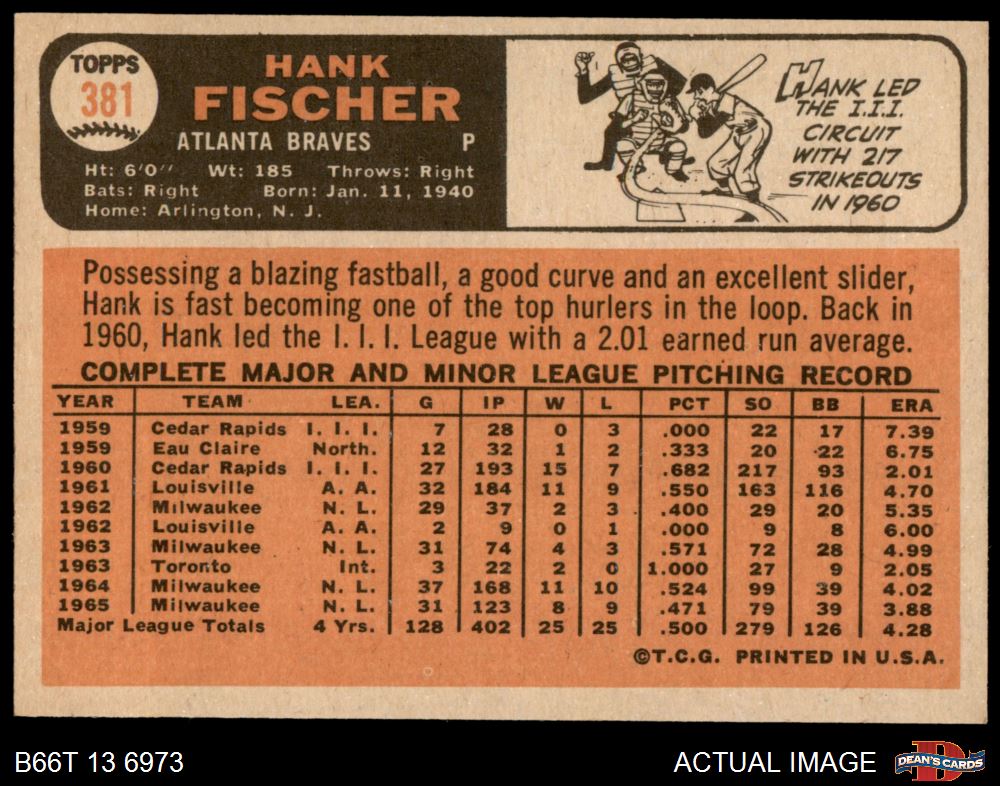 TOPPS
381
HANK
FISCHER
ATLANTA BRAVES P
Ht: 6'0" Wt: 185 Throws: Right
Bats: Right Born: Jan. 11, 1940
Home: Arlington, N. J.
HANK LED
THE I.I.I.
CIRCUIT
WITH 217
STRIKEOUTS
IN 1960
Possessing a blazing fastball, a good curve and an excellent slider,
Hank is fast becoming one of the top hurlers in the loop. Back in
1960, Hank led the I. I. I. League with a 2.01 earned run average.
COMPLETE MAJOR AND MINOR LEAGUE PITCHING RECORD
YEAR TEAM LEA. G IP W L PCT SO BB ERA
1959 Cedar Rapids I. I. I. 7 28 0 3 .000 22 17 7.39
1959 Eau Claire North. 12 32 1 2 .333 20 22 6.75
1960 Cedar Rapids I. I. I. 27 193 15 7 .682 217 93 2.01
1961 Louisville A. A. 32 184 11 9 .550 163 116 4.70
1962 Milwaukee N. L. 29 37 2 3 .400 29 20 5.35
1962 Louisville A. A. 2 9 0 1 .000 9 8 6.00
1963 Milwaukee N. L. 31 74 4 3 .571 72 28 4.99
1963 Toronto Int. 3 22 2 0 1.000 27 9 2.05
1964 Milwaukee N. L. 37 168 11 10 .524 99 39 4.02
1965 Milwaukee N. L. 31 123 8 9 .471 79 39 3.88
Major League Totals 4 Yrs. 128 402 25 25 .500 279 126 4.28
©T.C.G. PRINTED IN U.S.A.
B66T 13 6973
ACTUAL IMAGE
D
DEAN'S CARDS